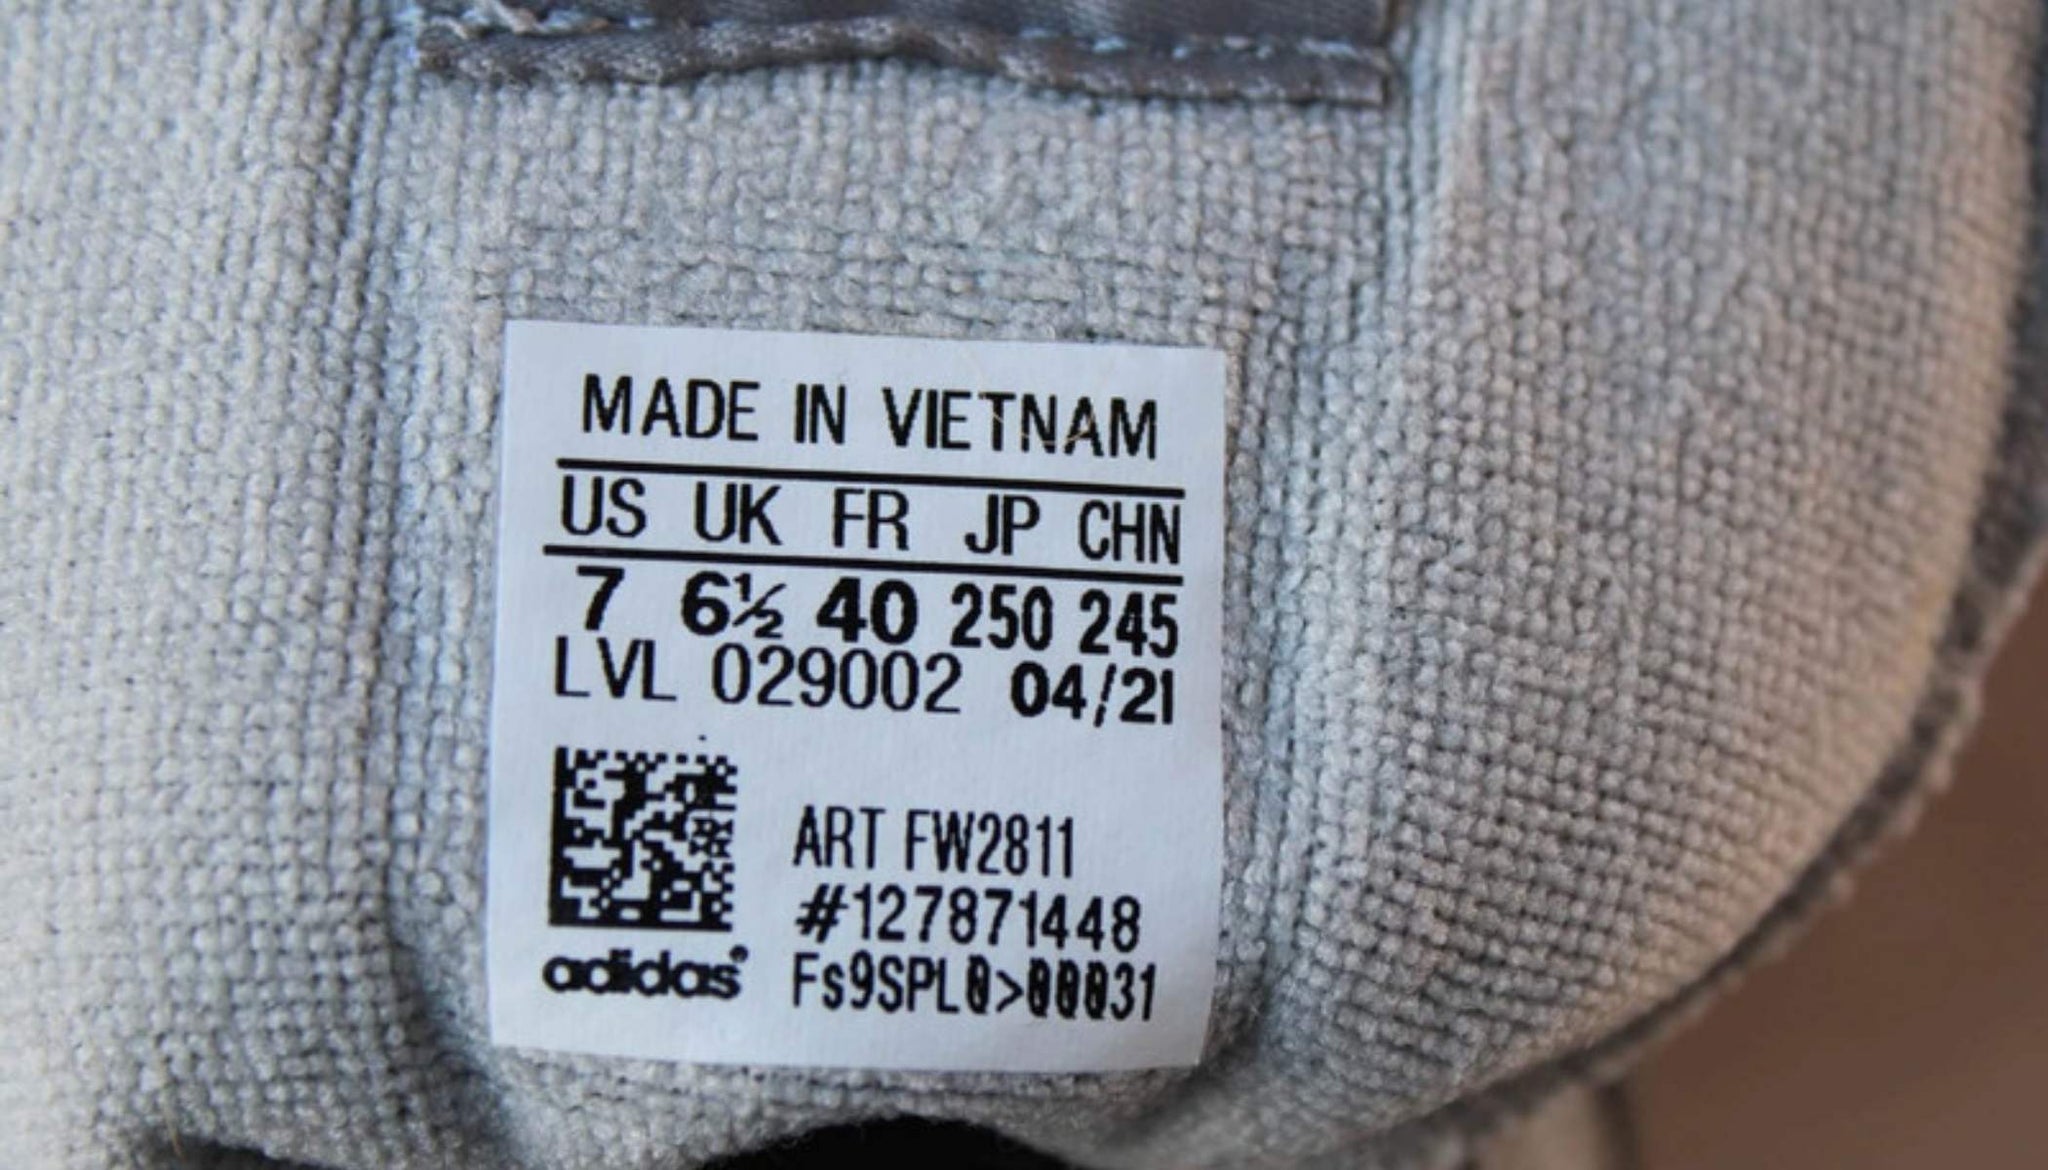 MADE IN VIETNAM
US UK FR JP CHN
7 6½ 40 250 245
LVL 029002 04/21
ART FW2811
#127871448
adidas®
Fs9SPL0>00031